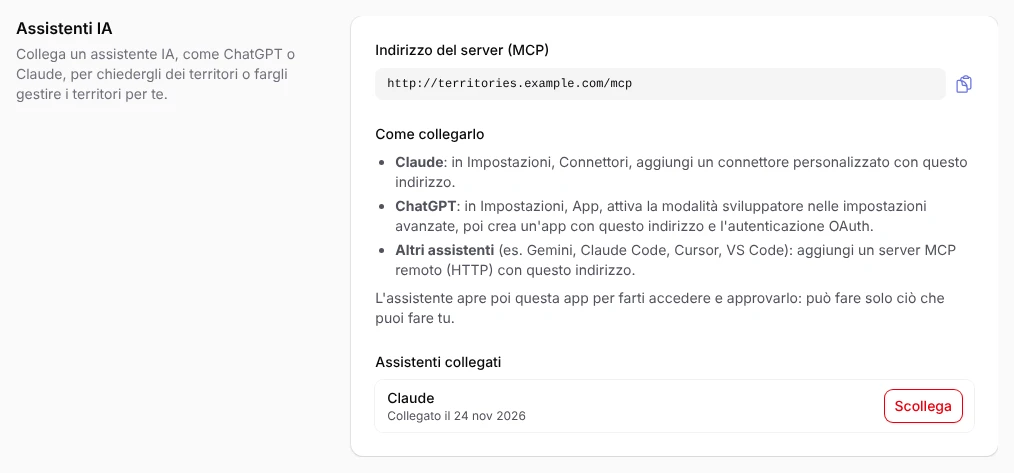 Assistenti IA
Collega un assistente IA, come ChatGPT o
Claude, per chiedergli dei territori o fargli
gestire i territori per te.
Indirizzo del server (MCP)
http://territories.example.com/mcp
Come collegarlo
• Claude: in Impostazioni, Connettori, aggiungi un connettore personalizzato con questo
indirizzo.
• ChatGPT: in Impostazioni, App, attiva la modalità sviluppatore nelle impostazioni
avanzate, poi crea un'app con questo indirizzo e l'autenticazione OAuth.
• Altri assistenti (es. Gemini, Claude Code, Cursor, VS Code): aggiungi un server MCP
remoto (HTTP) con questo indirizzo.
L'assistente apre poi questa app per farti accedere e approvarlo: può fare solo ciò che
puoi fare tu.
Assistenti collegati
Claude
Collegato il 24 nov 2026
Scollega